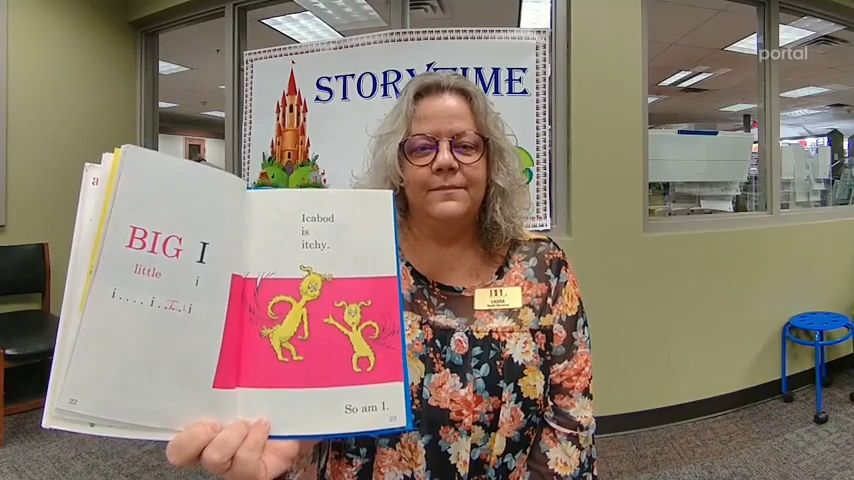 portal
STORYTIME
BIG I
little i
i.....i...i
22
Icabod
is
itchy.
So am I.
23
LAURA